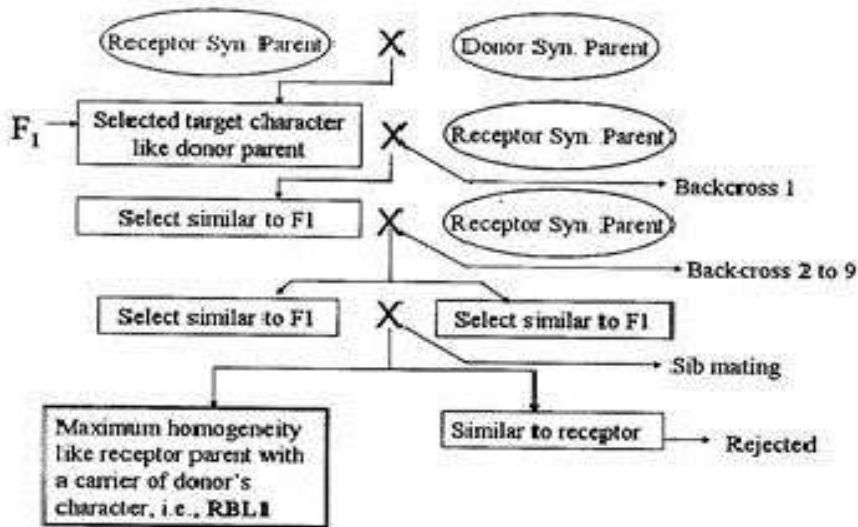 Receptor Syn. Parent
X
Donor Syn. Parent
F1
Selected target character
like donor parent
X
Receptor Syn. Parent
Backcross 1
Select similar to F1
X
Receptor Syn. Parent
Back-cross 2 to 9
Select similar to F1
X
Select similar to F1
Sib mating
Maximum homogeneity
like receptor parent with
a carrier of donor's
character, i.e., RBL1
Similar to receptor
Rejected